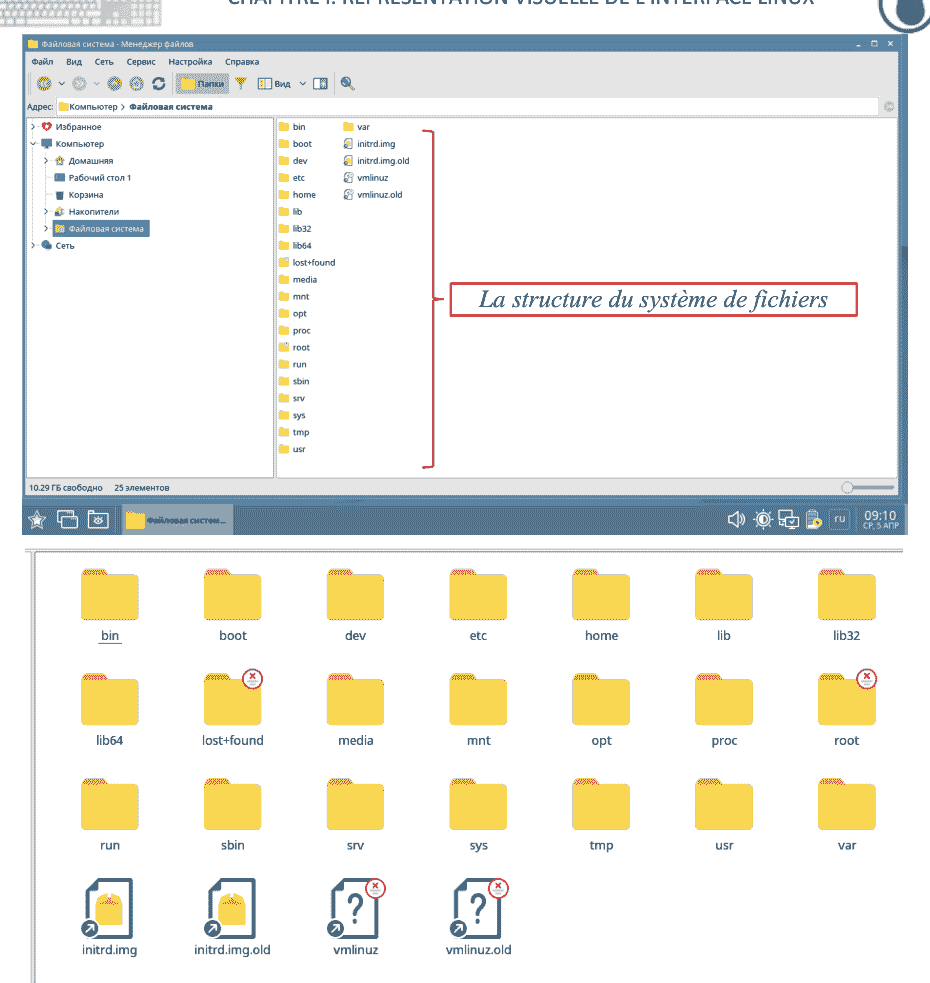 CHAPITRE I. REPRÉSENTATION VISUELLE DE L'INTERFACE LINUX
Файловая система - Менеджер файлов
Файл Вид Сеть Сервис Настройка Справка
Папки Вид
Адрес: Компьютер > Файловая система
Избранное
Компьютер
Домашняя
Рабочий стол 1
Корзина
Накопители
Файловая система
Сеть
bin var
boot initrd.img
dev initrd.img.old
etc vmlinuz
home vmlinuz.old
lib
lib32
lib64
lost+found
media
mnt
opt
proc
root
run
sbin
srv
sys
tmp
usr
La structure du système de fichiers
10.29 ГБ свободно 25 элементов
Файловая систем...
ru
09:10
СР, 5 АПР
bin boot dev etc home lib lib32
lib64 lost+found media mnt opt proc root
run sbin srv sys tmp usr var
initrd.img initrd.img.old vmlinuz vmlinuz.old